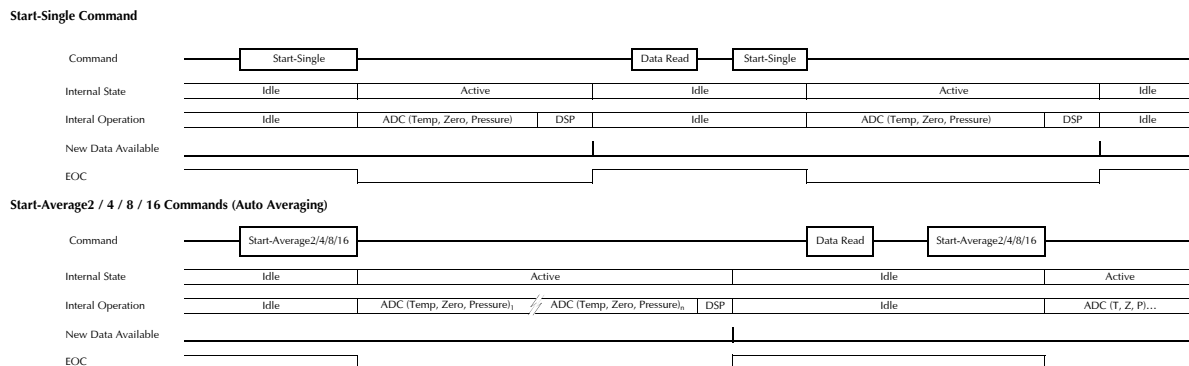 Start-Single Command
Command Start-Single Data Read Start-Single
Internal State Idle Active Idle Active Idle
Interal Operation Idle ADC (Temp, Zero, Pressure) DSP Idle ADC (Temp, Zero, Pressure) DSP Idle
New Data Available
EOC
Start-Average2 / 4 / 8 / 16 Commands (Auto Averaging)
Command Start-Average2/4/8/16 Data Read Start-Average2/4/8/16
Internal State Idle Active Idle Active
Interal Operation Idle ADC (Temp, Zero, Pressure)₁ ADC (Temp, Zero, Pressure)ₙ DSP Idle ADC (T, Z, P)...
New Data Available
EOC